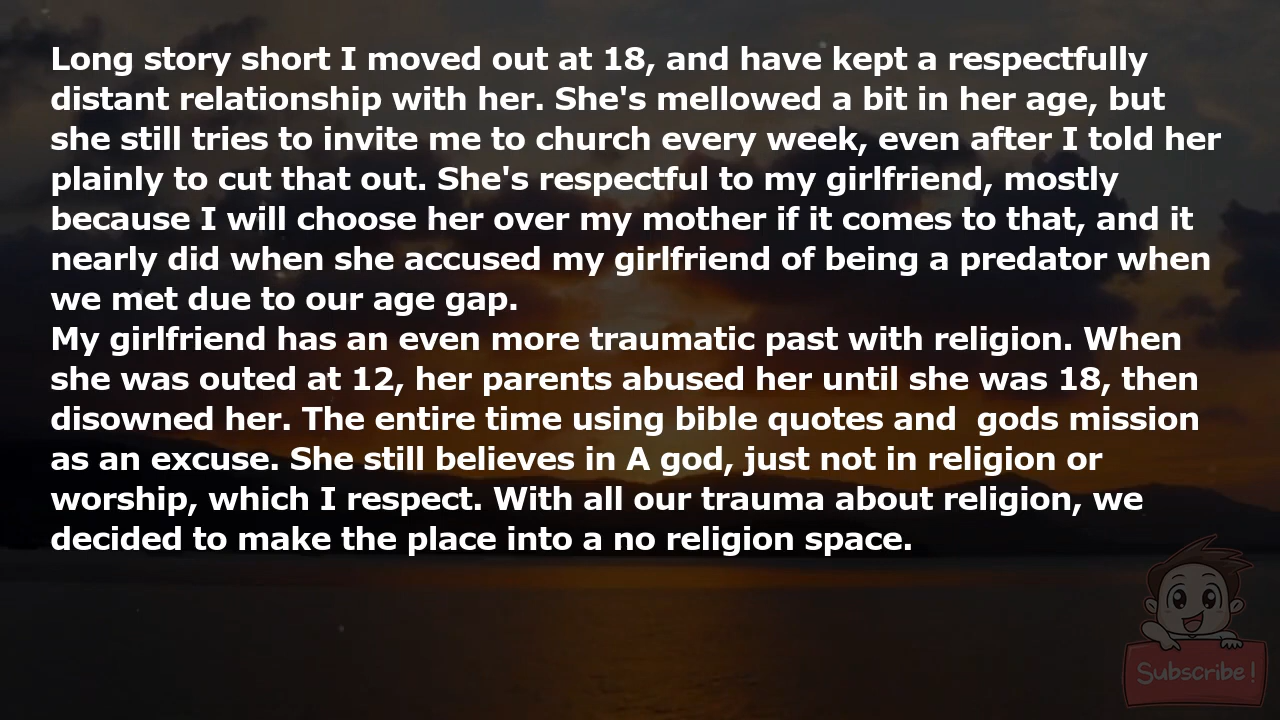 Long story short I moved out at 18, and have kept a respectfully
distant relationship with her. She's mellowed a bit in her age, but
she still tries to invite me to church every week, even after I told her
plainly to cut that out. She's respectful to my girlfriend, mostly
because I will choose her over my mother if it comes to that, and it
nearly did when she accused my girlfriend of being a predator when
we met due to our age gap.
My girlfriend has an even more traumatic past with religion. When
she was outed at 12, her parents abused her until she was 18, then
disowned her. The entire time using bible quotes and  gods mission
as an excuse. She still believes in A god, just not in religion or
worship, which I respect. With all our trauma about religion, we
decided to make the place into a no religion space.
Subscribe!